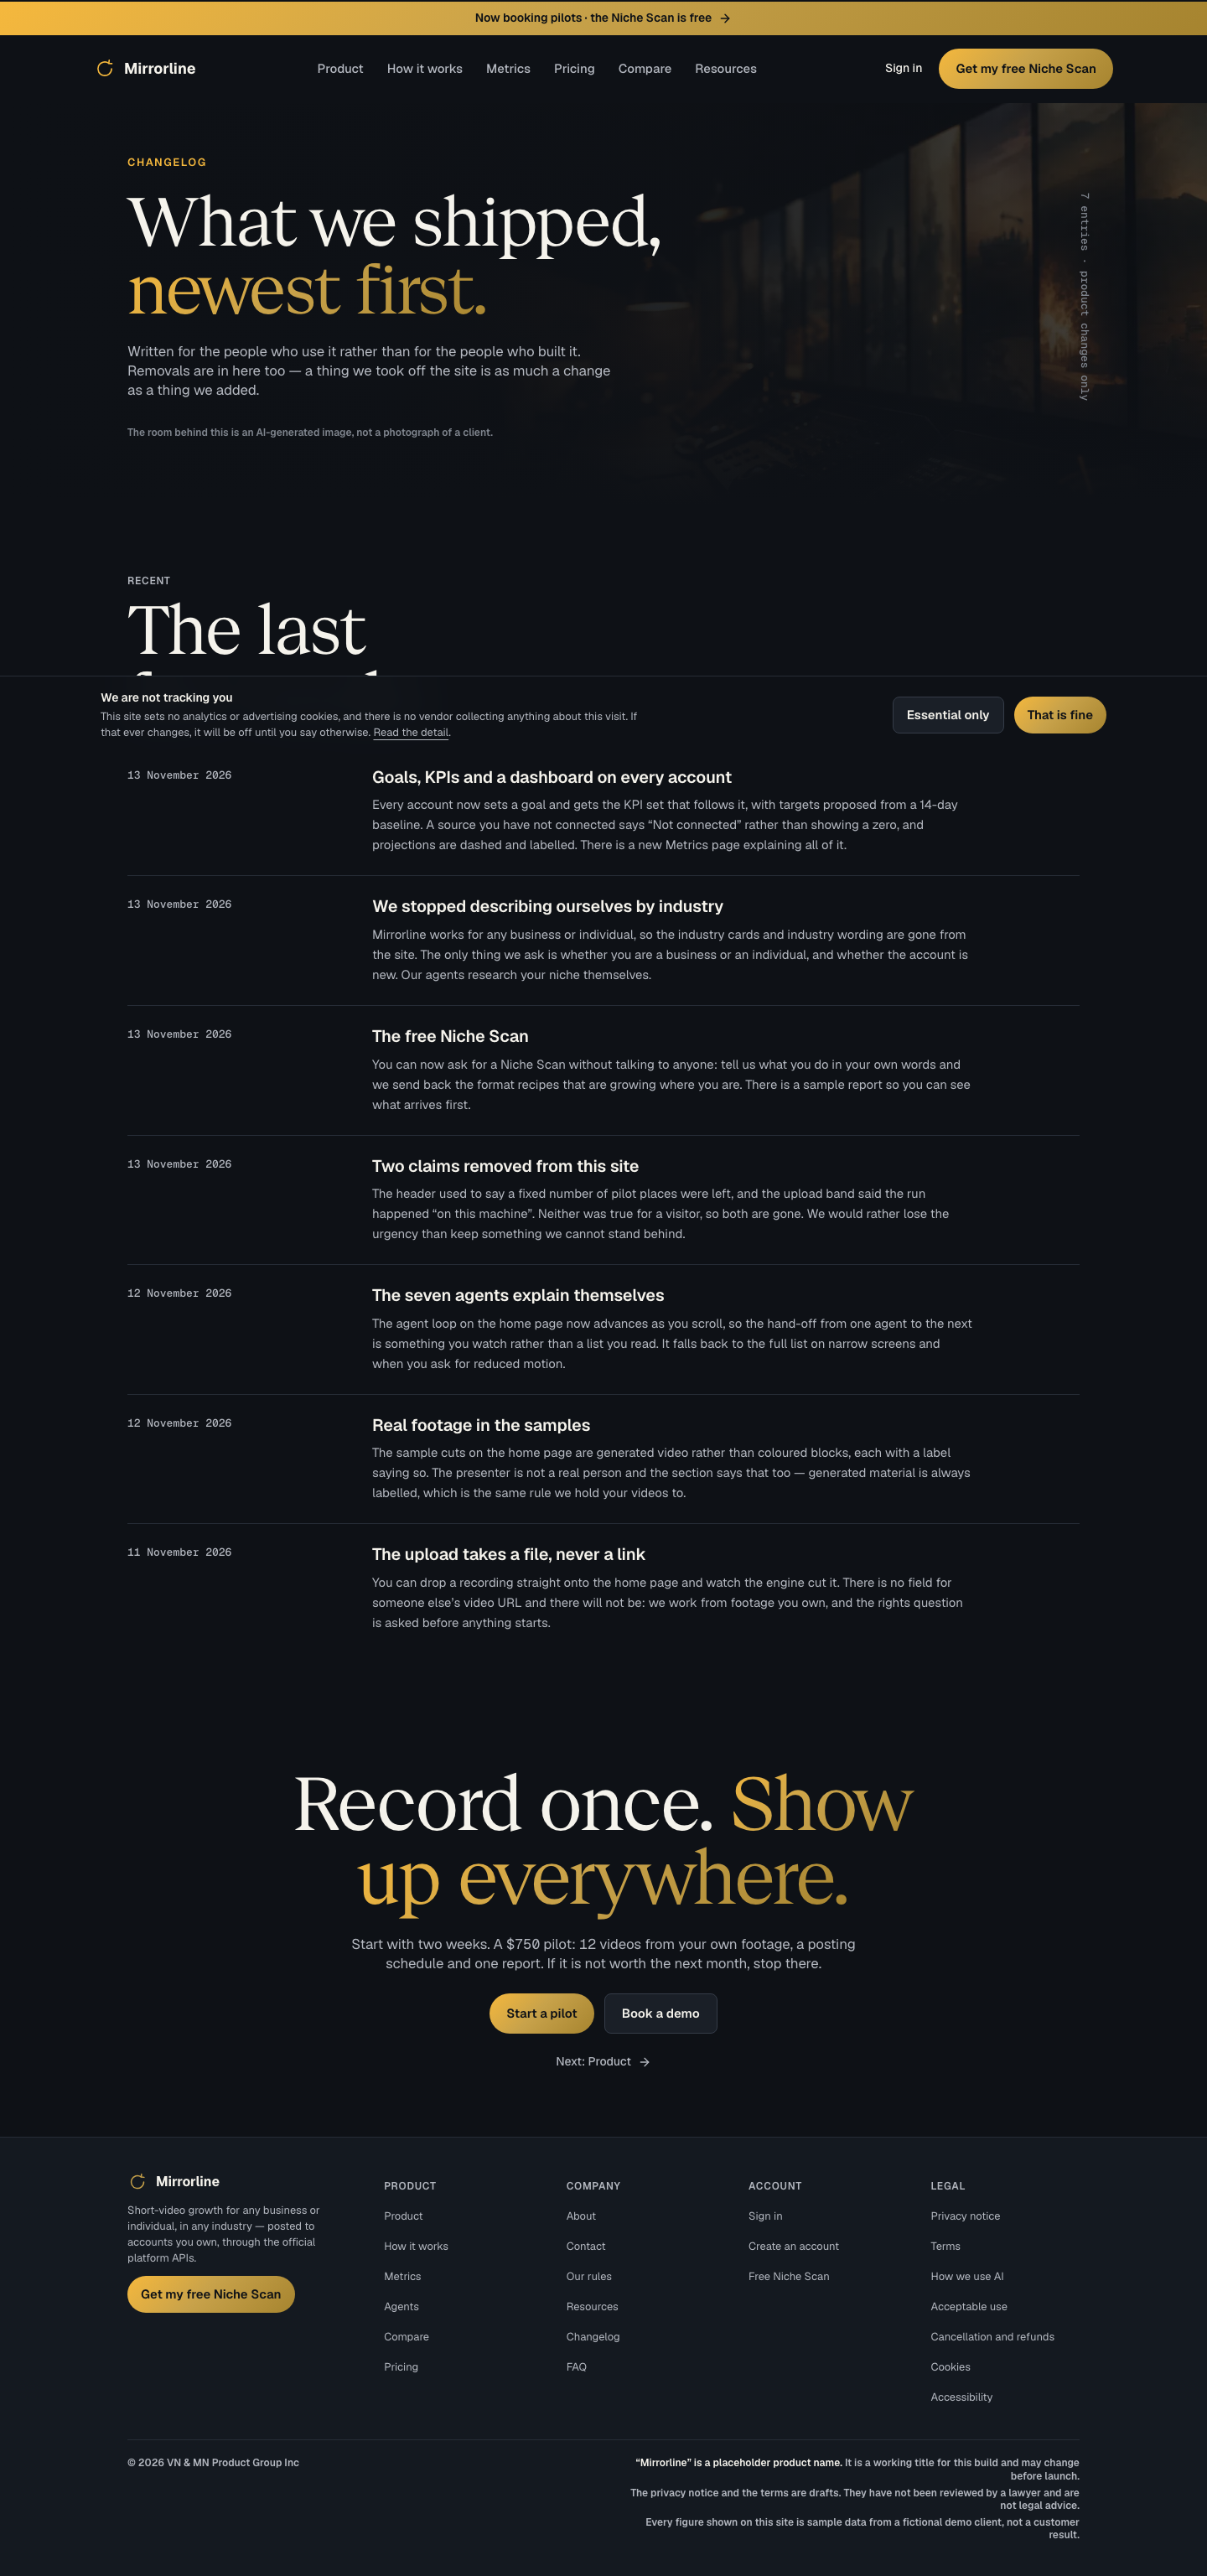 Now booking pilots · the Niche Scan is free →
Mirrorline
Product
How it works
Metrics
Pricing
Compare
Resources
Sign in
Get my free Niche Scan
CHANGELOG
What we shipped,
newest first.
Written for the people who use it rather than for the people who built it.
Removals are in here too — a thing we took off the site is as much a change
as a thing we added.
The room behind this is an AI-generated image, not a photograph of a client.
7 entries · product changes only
RECENT
The last
We are not tracking you
This site sets no analytics or advertising cookies, and there is no vendor collecting anything about this visit. If
that ever changes, it will be off until you say otherwise. Read the detail.
Essential only
That is fine
13 November 2026
Goals, KPIs and a dashboard on every account
Every account now sets a goal and gets the KPI set that follows it, with targets proposed from a 14-day
baseline. A source you have not connected says “Not connected” rather than showing a zero, and
projections are dashed and labelled. There is a new Metrics page explaining all of it.
13 November 2026
We stopped describing ourselves by industry
Mirrorline works for any business or individual, so the industry cards and industry wording are gone from
the site. The only thing we ask is whether you are a business or an individual, and whether the account is
new. Our agents research your niche themselves.
13 November 2026
The free Niche Scan
You can now ask for a Niche Scan without talking to anyone: tell us what you do in your own words and
we send back the format recipes that are growing where you are. There is a sample report so you can see
what arrives first.
13 November 2026
Two claims removed from this site
The header used to say a fixed number of pilot places were left, and the upload band said the run
happened “on this machine”. Neither was true for a visitor, so both are gone. We would rather lose the
urgency than keep something we cannot stand behind.
12 November 2026
The seven agents explain themselves
The agent loop on the home page now advances as you scroll, so the hand-off from one agent to the next
is something you watch rather than a list you read. It falls back to the full list on narrow screens and
when you ask for reduced motion.
12 November 2026
Real footage in the samples
The sample cuts on the home page are generated video rather than coloured blocks, each with a label
saying so. The presenter is not a real person and the section says that too — generated material is always
labelled, which is the same rule we hold your videos to.
11 November 2026
The upload takes a file, never a link
You can drop a recording straight onto the home page and watch the engine cut it. There is no field for
someone else’s video URL and there will not be: we work from footage you own, and the rights question
is asked before anything starts.
Record once. Show
up everywhere.
Start with two weeks. A $750 pilot: 12 videos from your own footage, a posting
schedule and one report. If it is not worth the next month, stop there.
Start a pilot
Book a demo
Next: Product →
Mirrorline
Short-video growth for any business or
individual, in any industry — posted to
accounts you own, through the official
platform APIs.
Get my free Niche Scan
PRODUCT
Product
How it works
Metrics
Agents
Compare
Pricing
COMPANY
About
Contact
Our rules
Resources
Changelog
FAQ
ACCOUNT
Sign in
Create an account
Free Niche Scan
LEGAL
Privacy notice
Terms
How we use AI
Acceptable use
Cancellation and refunds
Cookies
Accessibility
© 2026 VN & MN Product Group Inc
“Mirrorline” is a placeholder product name. It is a working title for this build and may change
before launch.
The privacy notice and the terms are drafts. They have not been reviewed by a lawyer and are
not legal advice.
Every figure shown on this site is sample data from a fictional demo client, not a customer
result.